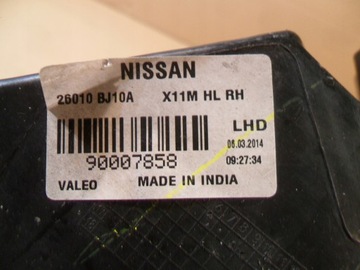 NISSAN
26010 BJ10A X11M HL RH
LHD
90007858
06.03.2014
09:27:34
VALEO MADE IN INDIA